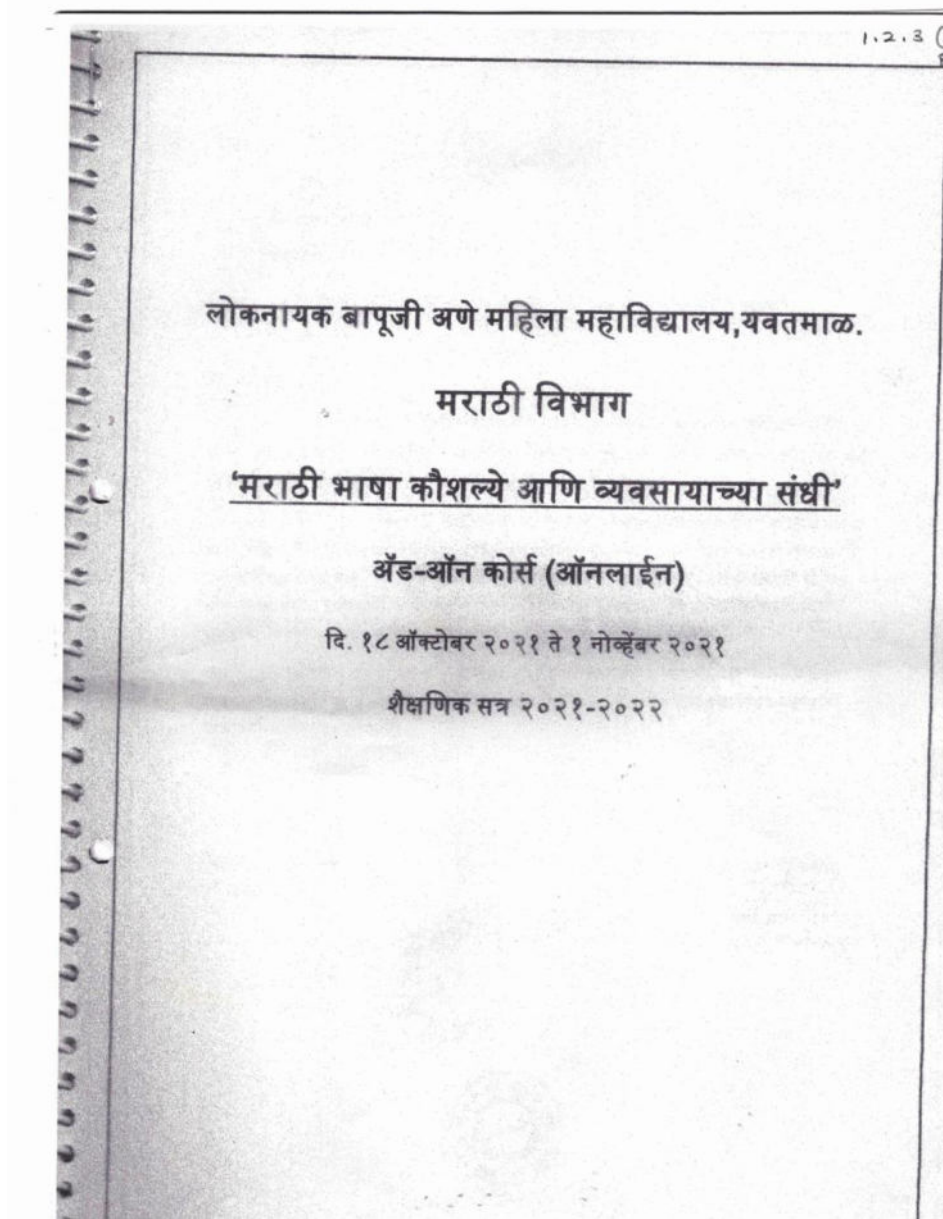 1.2.3
लोकनायक बापूजी अणे महिला महाविद्यालय,यवतमाळ.
मराठी विभाग
'मराठी भाषा कौशल्ये आणि व्यवसायाच्या संधी'
ॲड-ऑन कोर्स (ऑनलाईन)
दि. १८ ऑक्टोबर २०२१ ते १ नोव्हेंबर २०२१
शैक्षणिक सत्र २०२१-२०२२